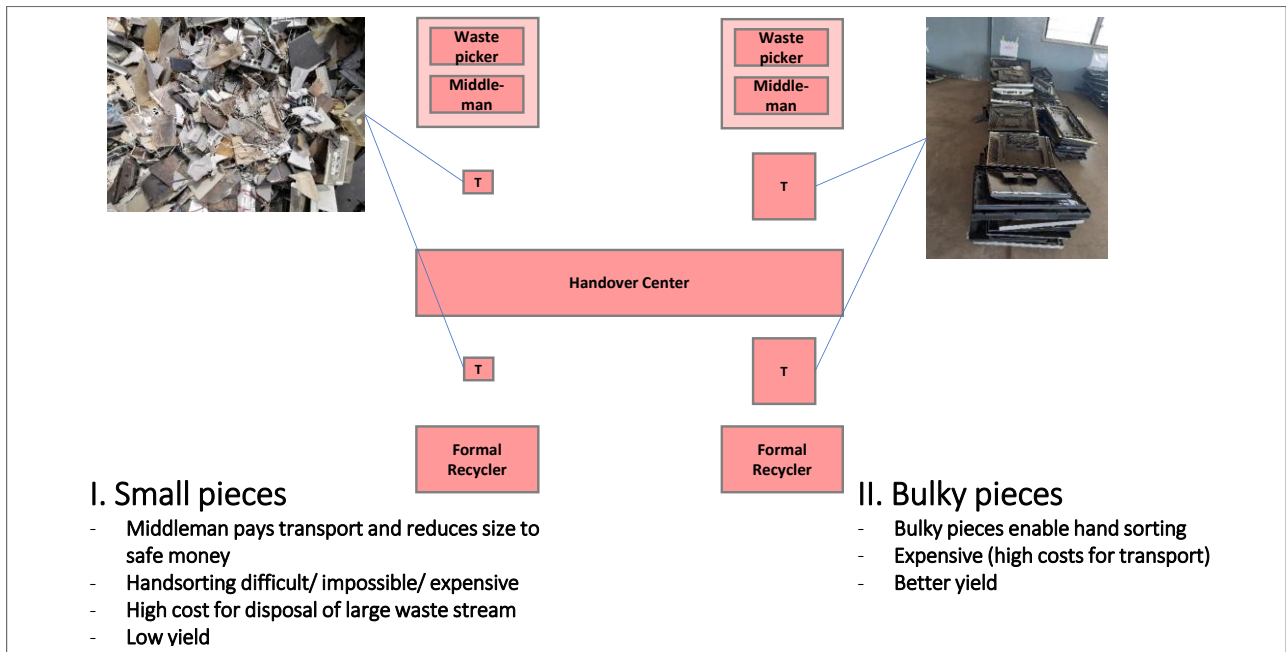 Waste
picker
Middle-
man
Waste
picker
Middle-
man
T
T
Handover Center
T
T
Formal
Recycler
Formal
Recycler
I. Small pieces
- Middleman pays transport and reduces size to
safe money
- Handsorting difficult/ impossible/ expensive
- High cost for disposal of large waste stream
- Low yield
II. Bulky pieces
- Bulky pieces enable hand sorting
- Expensive (high costs for transport)
- Better yield